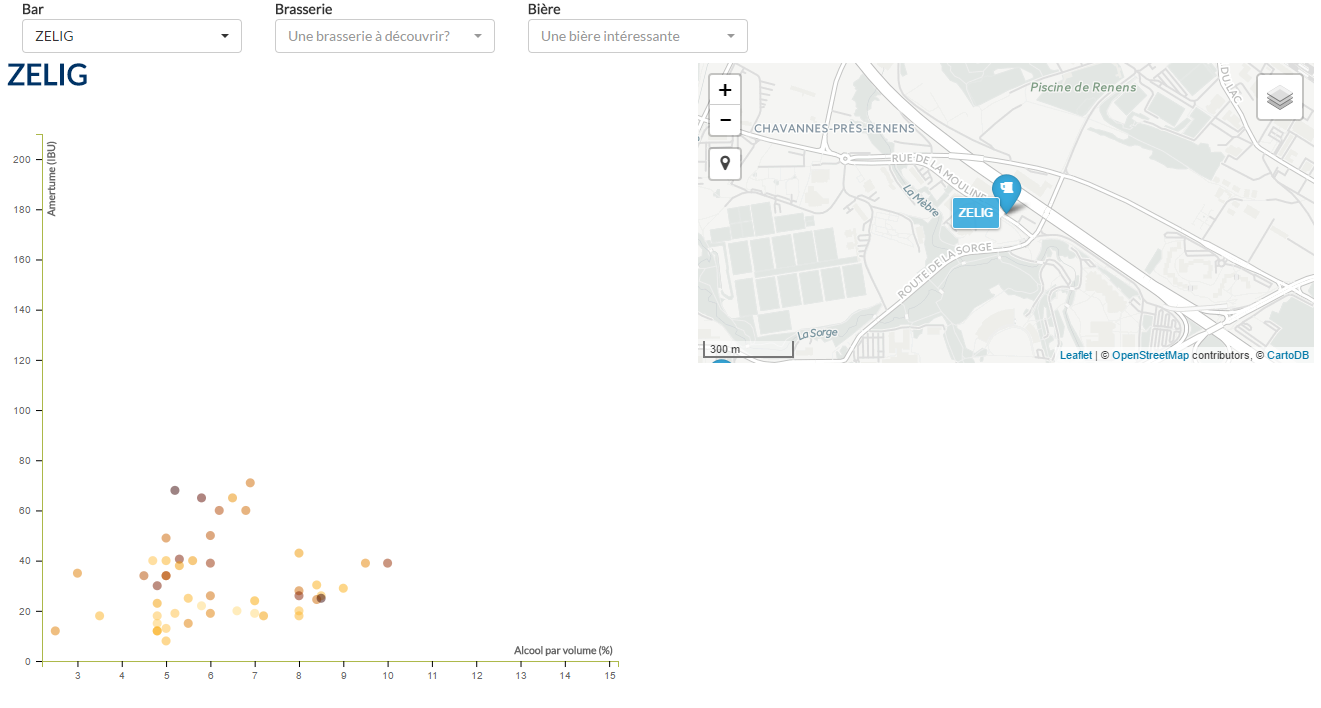 Bar
Brasserie
Bière
ZELIG
Une brasserie à découvrir?
Une bière intéressante
ZELIG
Amertume (IBU)
200
180
160
140
120
100
80
60
40
20
0
Alcool par volume (%)
3 4 5 6 7 8 9 10 11 12 13 14 15
+
−
Piscine de Renens
DU LAC
CHAVANNES-PRÈS-RENENS
RUE DE LA MOULINE
La Mèbre
ZELIG
ROUTE DE LA SORGE
La Sorge
300 m
Leaflet | © OpenStreetMap contributors, © CartoDB